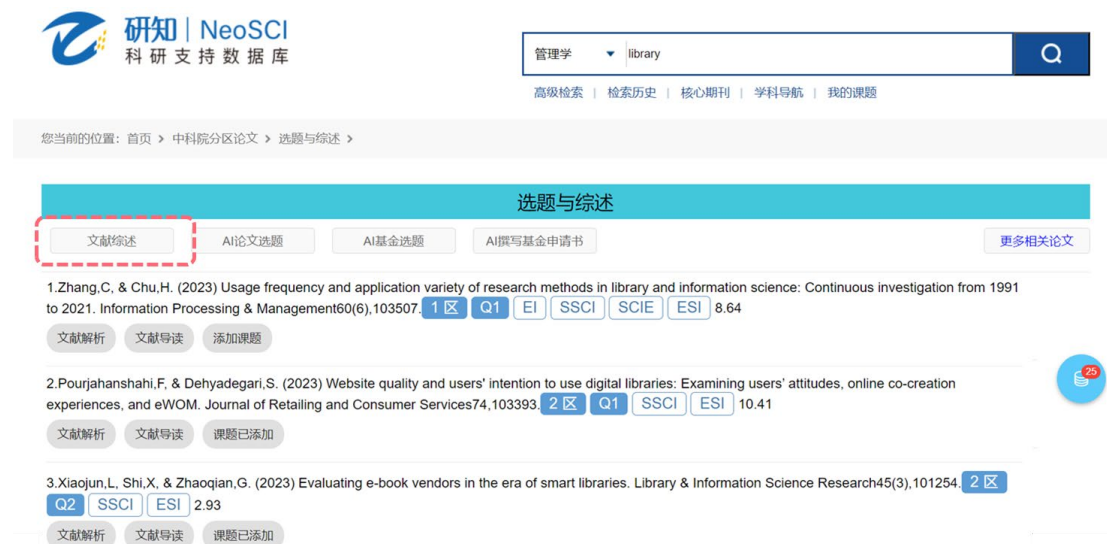 研知 | NeoSCI
科研支持数据库
管理学 library
高级检索 | 检索历史 | 核心期刊 | 学科导航 | 我的课题
您当前的位置：首页 > 中科院分区论文 > 选题与综述 >
选题与综述
文献综述 AI论文选题 AI基金选题 AI撰写基金申请书 更多相关论文
1.Zhang,C, & Chu,H. (2023) Usage frequency and application variety of research methods in library and information science: Continuous investigation from 1991
to 2021. Information Processing & Management60(6),103507. 1 区 Q1 EI SSCI SCIE ESI 8.64
文献解析 文献导读 添加课题
2.Pourjahanshahi,F, & Dehyadegari,S. (2023) Website quality and users' intention to use digital libraries: Examining users’ attitudes, online co-creation
experiences, and eWOM. Journal of Retailing and Consumer Services74,103393. 2 区 Q1 SSCI ESI 10.41
25
文献解析 文献导读 课题已添加
3.Xiaojun,L, Shi,X, & Zhaoqian,G. (2023) Evaluating e-book vendors in the era of smart libraries. Library & Information Science Research45(3),101254. 2 区
Q2 SSCI ESI 2.93
文献解析 文献导读 课题已添加